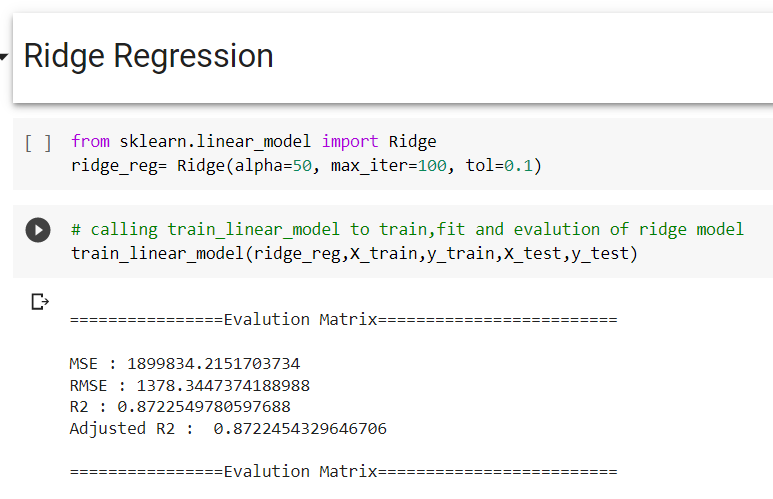 Ridge Regression
[ ] from sklearn.linear_model import Ridge
ridge_reg= Ridge(alpha=50, max_iter=100, tol=0.1)
# calling train_linear_model to train,fit and evalution of ridge model
train_linear_model(ridge_reg,X_train,y_train,X_test,y_test)
================Evalution Matrix=========================
MSE : 1899834.2151703734
RMSE : 1378.3447374188988
R2 : 0.8722549780597688
Adjusted R2 :  0.8722454329646706
================Evalution Matrix=========================